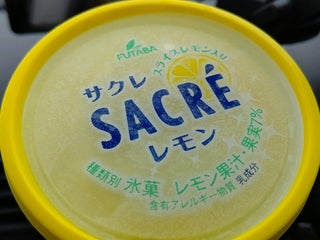 FUTABA
スライスレモン入り
サクレ
SACRÉ
レモン
種類別 氷菓 レモン果汁・果実7%
含有アレルギー物質 乳成分